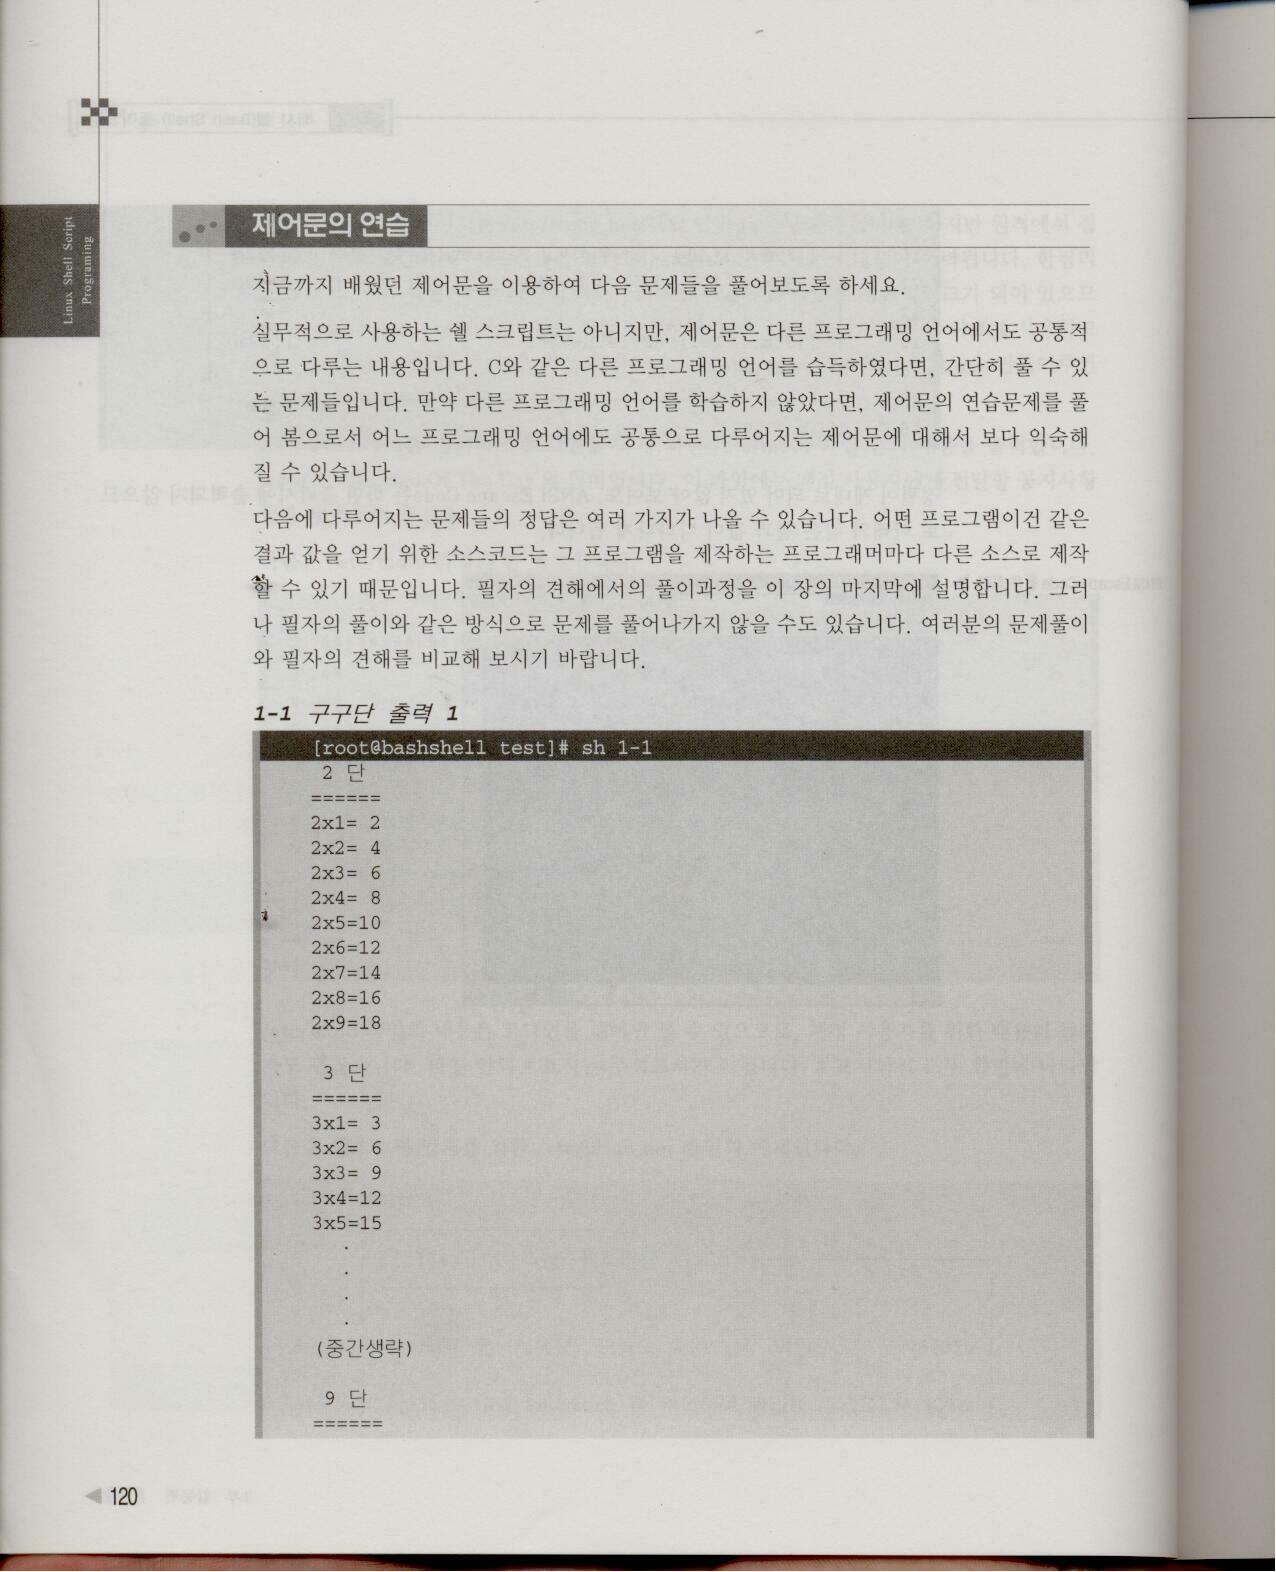 Linux Shell Script
Programing
제어문의 연습
지금까지 배웠던 제어문을 이용하여 다음 문제들을 풀어보도록 하세요.
실무적으로 사용하는 쉘 스크립트는 아니지만, 제어문은 다른 프로그래밍 언어에서도 공통적
으로 다루는 내용입니다. C와 같은 다른 프로그래밍 언어를 습득하였다면, 간단히 풀 수 있
는 문제들입니다. 만약 다른 프로그래밍 언어를 학습하지 않았다면, 제어문의 연습문제를 풀
어 봄으로서 어느 프로그래밍 언어에도 공통으로 다루어지는 제어문에 대해서 보다 익숙해
질 수 있습니다.
다음에 다루어지는 문제들의 정답은 여러 가지가 나올 수 있습니다. 어떤 프로그램이건 같은
결과 값을 얻기 위한 소스코드는 그 프로그램을 제작하는 프로그래머마다 다른 소스로 제작
할 수 있기 때문입니다. 필자의 견해에서의 풀이과정을 이 장의 마지막에 설명합니다. 그러
나 필자의 풀이와 같은 방식으로 문제를 풀어나가지 않을 수도 있습니다. 여러분의 문제풀이
와 필자의 견해를 비교해 보시기 바랍니다.
1-1 구구단 출력 1
[root@bashshell test]# sh 1-1
2 단
======
2x1= 2
2x2= 4
2x3= 6
2x4= 8
2x5=10
2x6=12
2x7=14
2x8=16
2x9=18
3 단
======
3x1= 3
3x2= 6
3x3= 9
3x4=12
3x5=15
.
.
.
.
(중간생략)
9 단
======
120